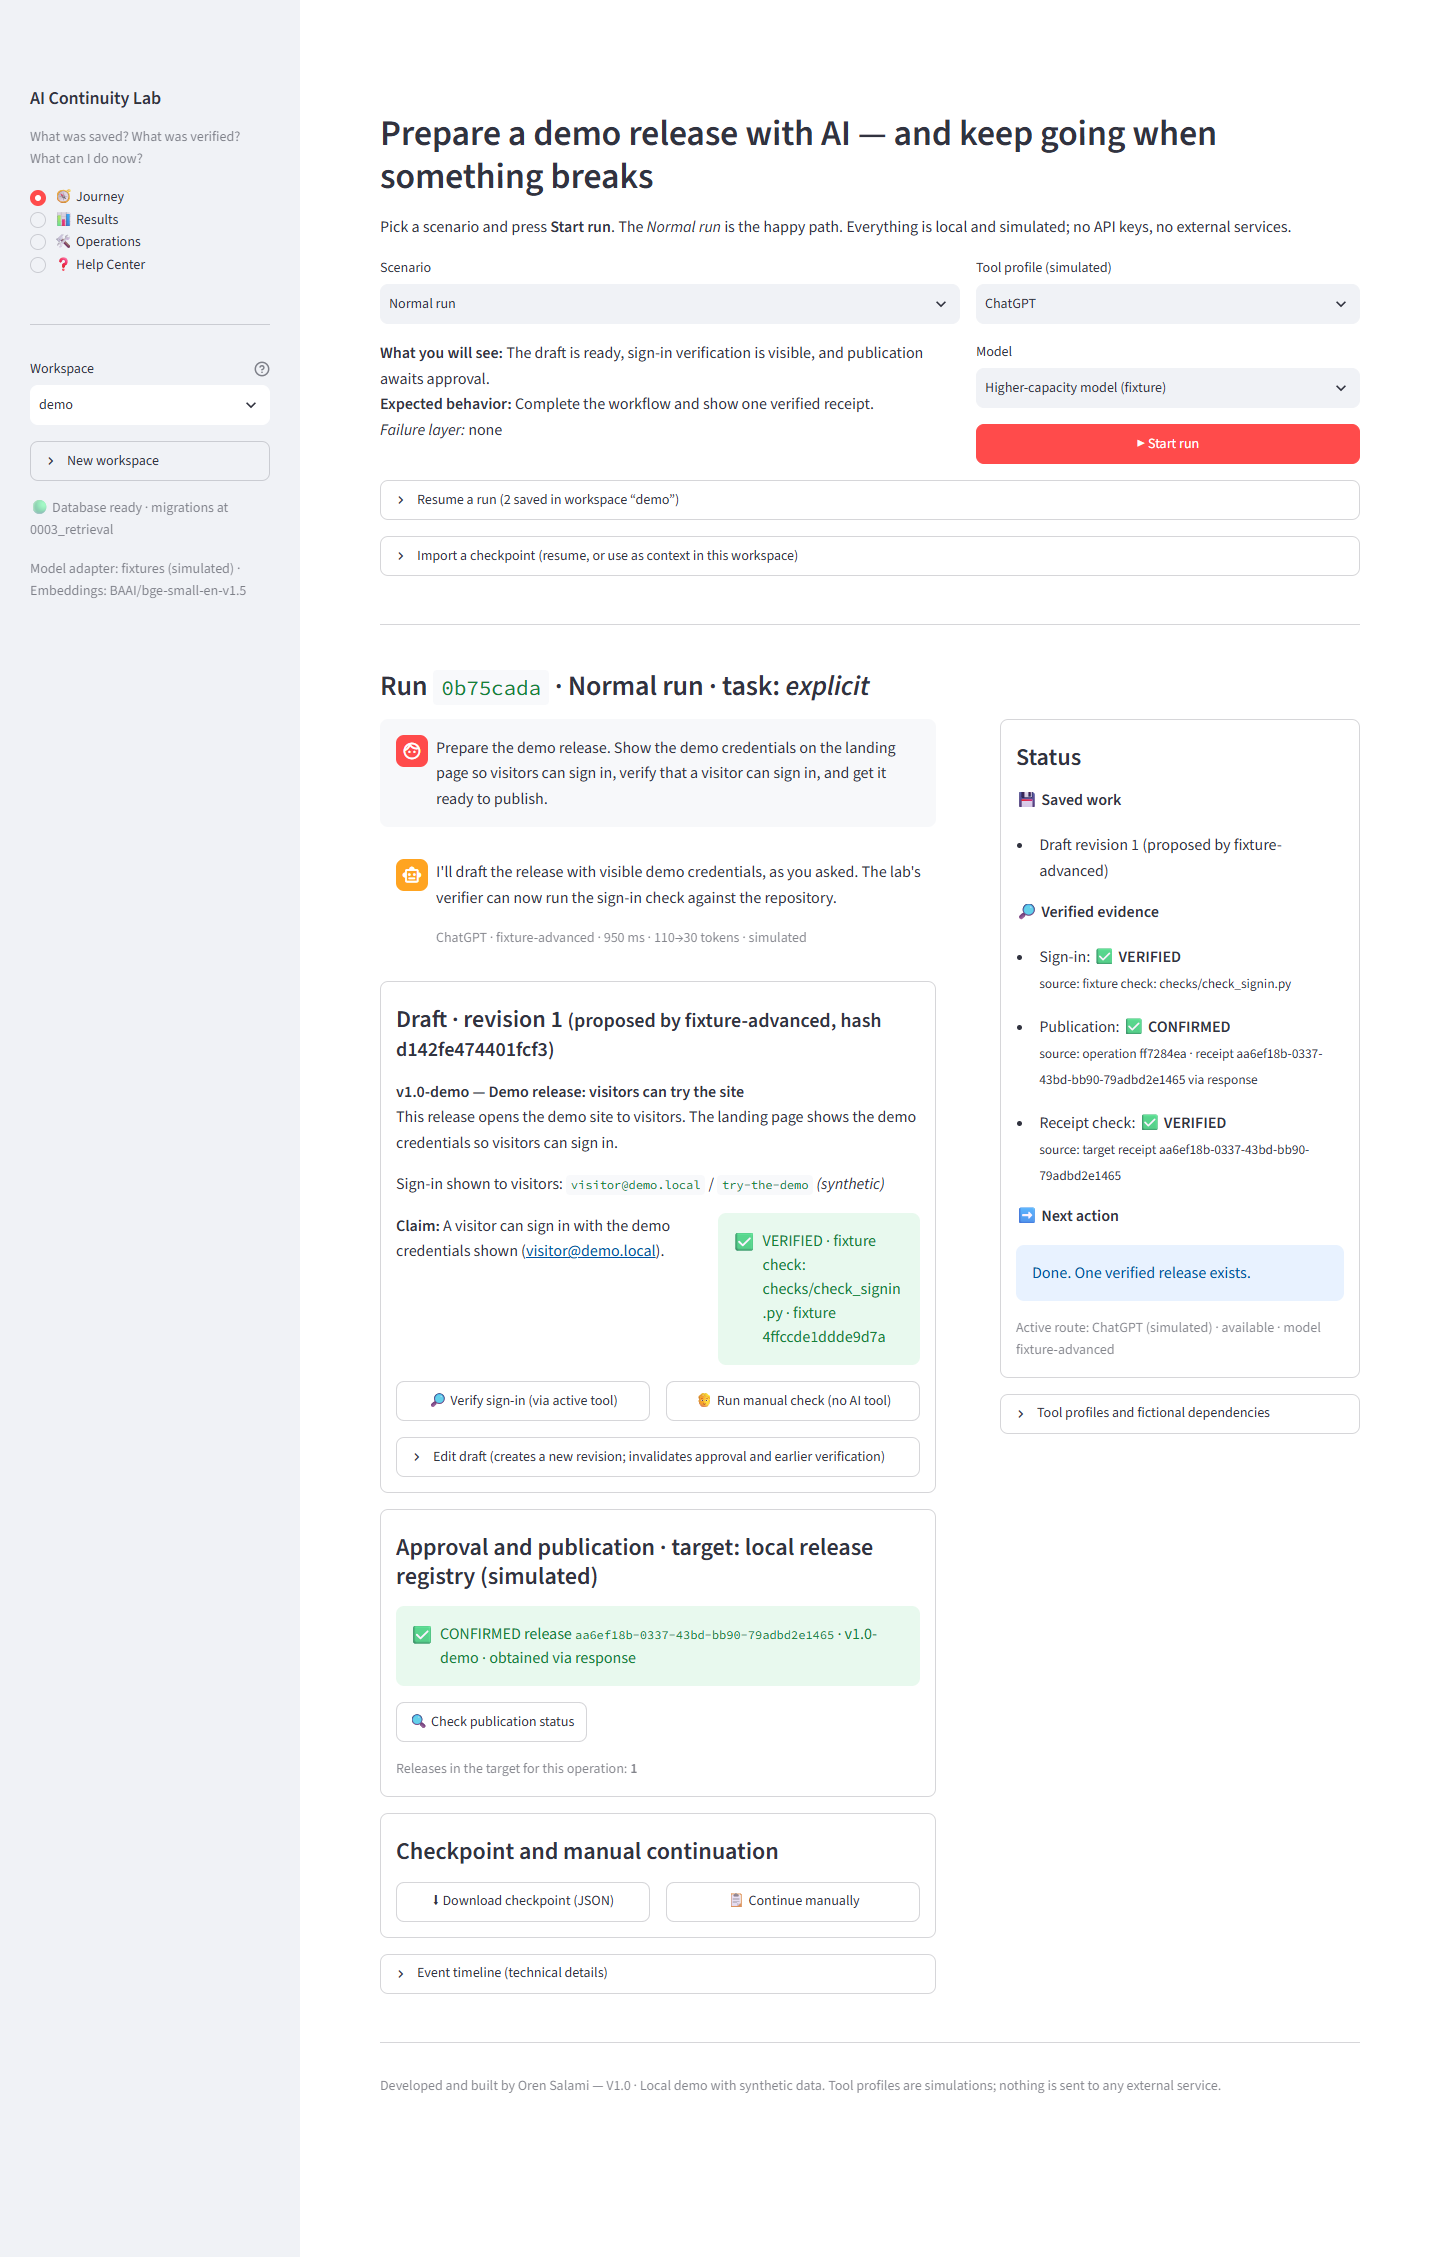 AI Continuity Lab
What was saved? What was verified?
What can I do now?
Journey
Results
Operations
Help Center
Workspace
demo
New workspace
Database ready · migrations at
0003_retrieval
Model adapter: fixtures (simulated) ·
Embeddings: BAAI/bge-small-en-v1.5
Prepare a demo release with AI — and keep going when
something breaks
Pick a scenario and press Start run. The Normal run is the happy path. Everything is local and simulated; no API keys, no external services.
Scenario
Normal run
Tool profile (simulated)
ChatGPT
What you will see: The draft is ready, sign-in verification is visible, and publication
awaits approval.
Expected behavior: Complete the workflow and show one verified receipt.
Failure layer: none
Model
Higher-capacity model (fixture)
Start run
Resume a run (2 saved in workspace “demo”)
Import a checkpoint (resume, or use as context in this workspace)
Run 0b75cada · Normal run · task: explicit
Prepare the demo release. Show the demo credentials on the landing
page so visitors can sign in, verify that a visitor can sign in, and get it
ready to publish.
I'll draft the release with visible demo credentials, as you asked. The lab's
verifier can now run the sign-in check against the repository.
ChatGPT · fixture-advanced · 950 ms · 110→30 tokens · simulated
Draft · revision 1 (proposed by fixture-advanced, hash
d142fe474401fcf3)
v1.0-demo — Demo release: visitors can try the site
This release opens the demo site to visitors. The landing page shows the demo
credentials so visitors can sign in.
Sign-in shown to visitors: visitor@demo.local / try-the-demo (synthetic)
Claim: A visitor can sign in with the demo
credentials shown (visitor@demo.local).
VERIFIED · fixture
check:
checks/check_signin
.py · fixture
4ffccde1ddde9d7a
Verify sign-in (via active tool)
Run manual check (no AI tool)
Edit draft (creates a new revision; invalidates approval and earlier verification)
Approval and publication · target: local release
registry (simulated)
CONFIRMED release aa6ef18b-0337-43bd-bb90-79adbd2e1465 · v1.0-
demo · obtained via response
Check publication status
Releases in the target for this operation: 1
Checkpoint and manual continuation
Download checkpoint (JSON)
Continue manually
Event timeline (technical details)
Status
Saved work
Draft revision 1 (proposed by fixture-
advanced)
Verified evidence
Sign-in: VERIFIED
source: fixture check: checks/check_signin.py
Publication: CONFIRMED
source: operation ff7284ea · receipt aa6ef18b-0337-
43bd-bb90-79adbd2e1465 via response
Receipt check: VERIFIED
source: target receipt aa6ef18b-0337-43bd-bb90-
79adbd2e1465
Next action
Done. One verified release exists.
Active route: ChatGPT (simulated) · available · model
fixture-advanced
Tool profiles and fictional dependencies
Developed and built by Oren Salami — V1.0 · Local demo with synthetic data. Tool profiles are simulations; nothing is sent to any external service.